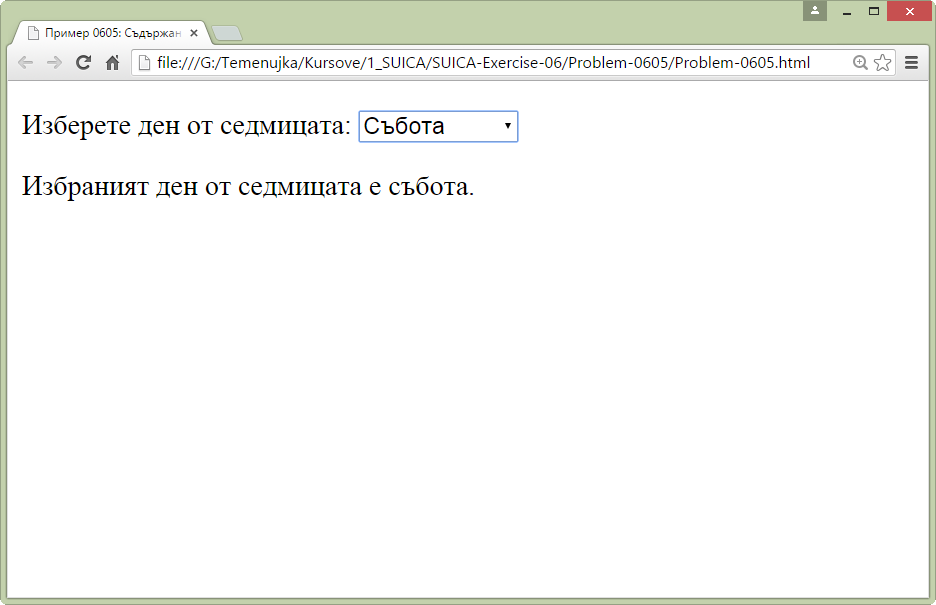 Пример 0605: Съдържан
file:///G:/Temenujka/Kursove/1_SUICA/SUICA-Exercise-06/Problem-0605/Problem-0605.html
Изберете ден от седмицата: Събота
Избраният ден от седмицата е събота.